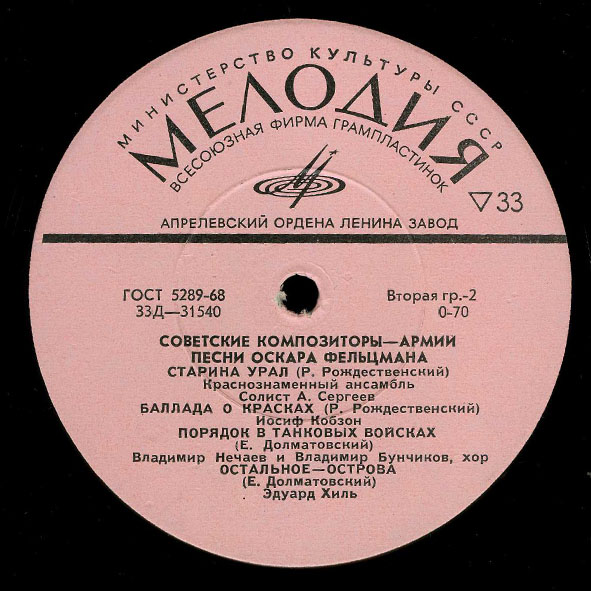 МИНИСТЕРСТВО КУЛЬТУРЫ СССР
МЕЛОДИЯ
ВСЕСОЮЗНАЯ ФИРМА ГРАМПЛАСТИНОК
▽33
АПРЕЛЕВСКИЙ ОРДЕНА ЛЕНИНА ЗАВОД
ГОСТ 5289-68 Вторая гр.-2
33Д—31540 0-70
СОВЕТСКИЕ КОМПОЗИТОРЫ—АРМИИ
ПЕСНИ ОСКАРА ФЕЛЬЦМАНА
СТАРИНА УРАЛ (Р. Рождественский)
Краснознаменный ансамбль
Солист А. Сергеев
БАЛЛАДА О КРАСКАХ (Р. Рождественский)
Иосиф Кобзон
ПОРЯДОК В ТАНКОВЫХ ВОЙСКАХ
(Е. Долматовский)
Владимир Нечаев и Владимир Бунчиков, хор
ОСТАЛЬНОЕ—ОСТРОВА
(Е. Долматовский)
Эдуард Хиль